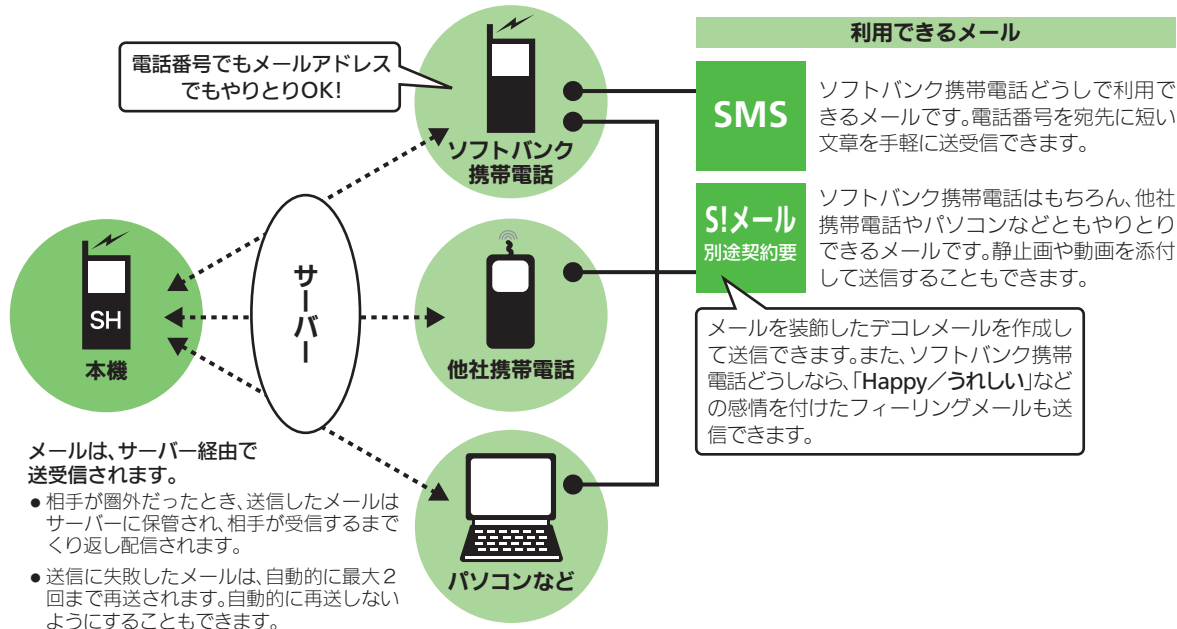 電話番号でもメールアドレス
でもやりとりOK!
ソフトバンク
携帯電話
サーバー
SH
本機
他社携帯電話
パソコンなど
メールは、サーバー経由で
送受信されます。
●相手が圏外だったとき、送信したメールは
サーバーに保管され、相手が受信するまで
くり返し配信されます。
●送信に失敗したメールは、自動的に最大2
回まで再送されます。自動的に再送しない
ようにすることもできます。
利用できるメール
SMS
ソフトバンク携帯電話どうしで利用で
きるメールです。電話番号を宛先に短い
文章を手軽に送受信できます。
S!メール
別途契約要
ソフトバンク携帯電話はもちろん、他社
携帯電話やパソコンなどともやりとり
できるメールです。静止画や動画を添付
して送信することもできます。
メールを装飾したデコレメールを作成し
て送信できます。また、ソフトバンク携帯
電話どうしなら、「Happy／うれしい」など
の感情を付けたフィーリングメールも送
信できます。